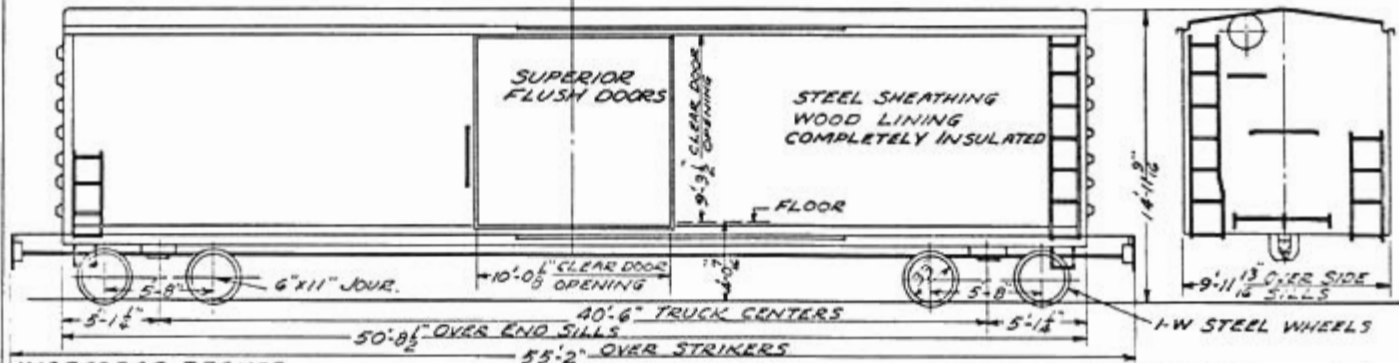 SUPERIOR
FLUSH DOORS
STEEL SHEATHING
WOOD LINING
COMPLETELY INSULATED
9'-3½" CLEAR DOOR
OPENING
FLOOR
14'-11 9/16"
10'-0⅛" CLEAR DOOR
OPENING
6"x11" JOUR.
33"
5'-8"
5'-8"
9'-11 13/16" OVER SIDE
SILLS
5'-1¼"
40'-6" TRUCK CENTERS
5'-1¼"
1-W STEEL WHEELS
50'-8½" OVER END SILLS
55'-2" OVER STRIKERS